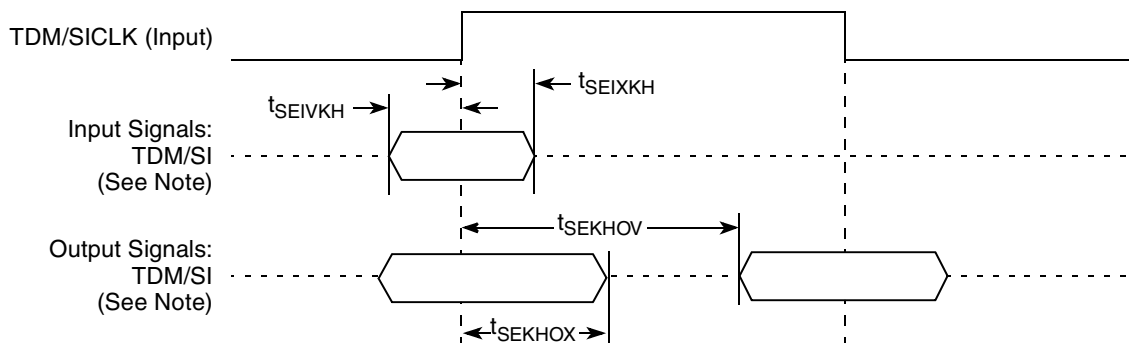 TDM/SICLK (Input)
tSEIXKH
tSEIVKH
Input Signals:
TDM/SI
(See Note)
tSEKHOV
Output Signals:
TDM/SI
(See Note)
tSEKHOX